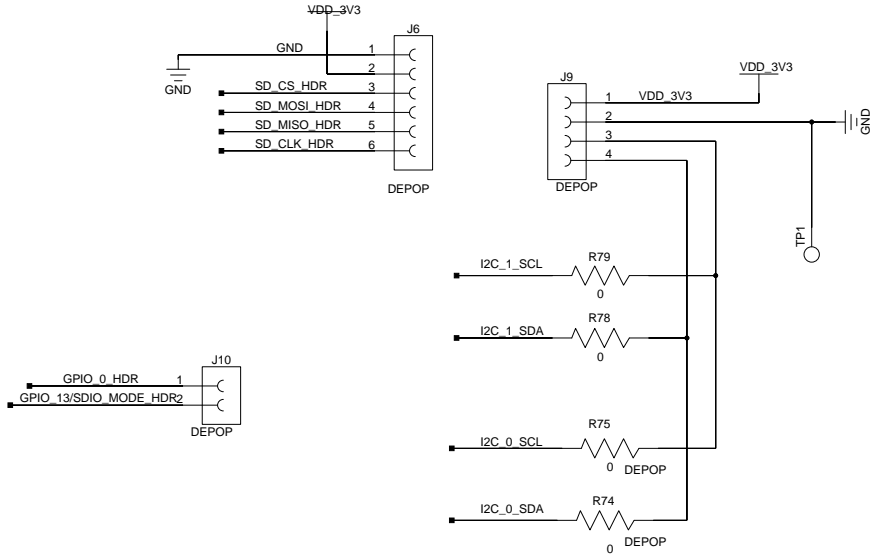 VDD_3V3
J6
GND 1
2
GND
SD_CS_HDR 3
SD_MOSI_HDR 4
SD_MISO_HDR 5
SD_CLK_HDR 6
DEPOP
VDD_3V3
J9
1 VDD_3V3
2
3
4
GND
DEPOP
TP1
I2C_1_SCL
R79
0
I2C_1_SDA
R78
0
J10
GPIO_0_HDR 1
GPIO_13/SDIO_MODE_HDR 2
DEPOP
I2C_0_SCL
R75
0 DEPOP
I2C_0_SDA
R74
0 DEPOP